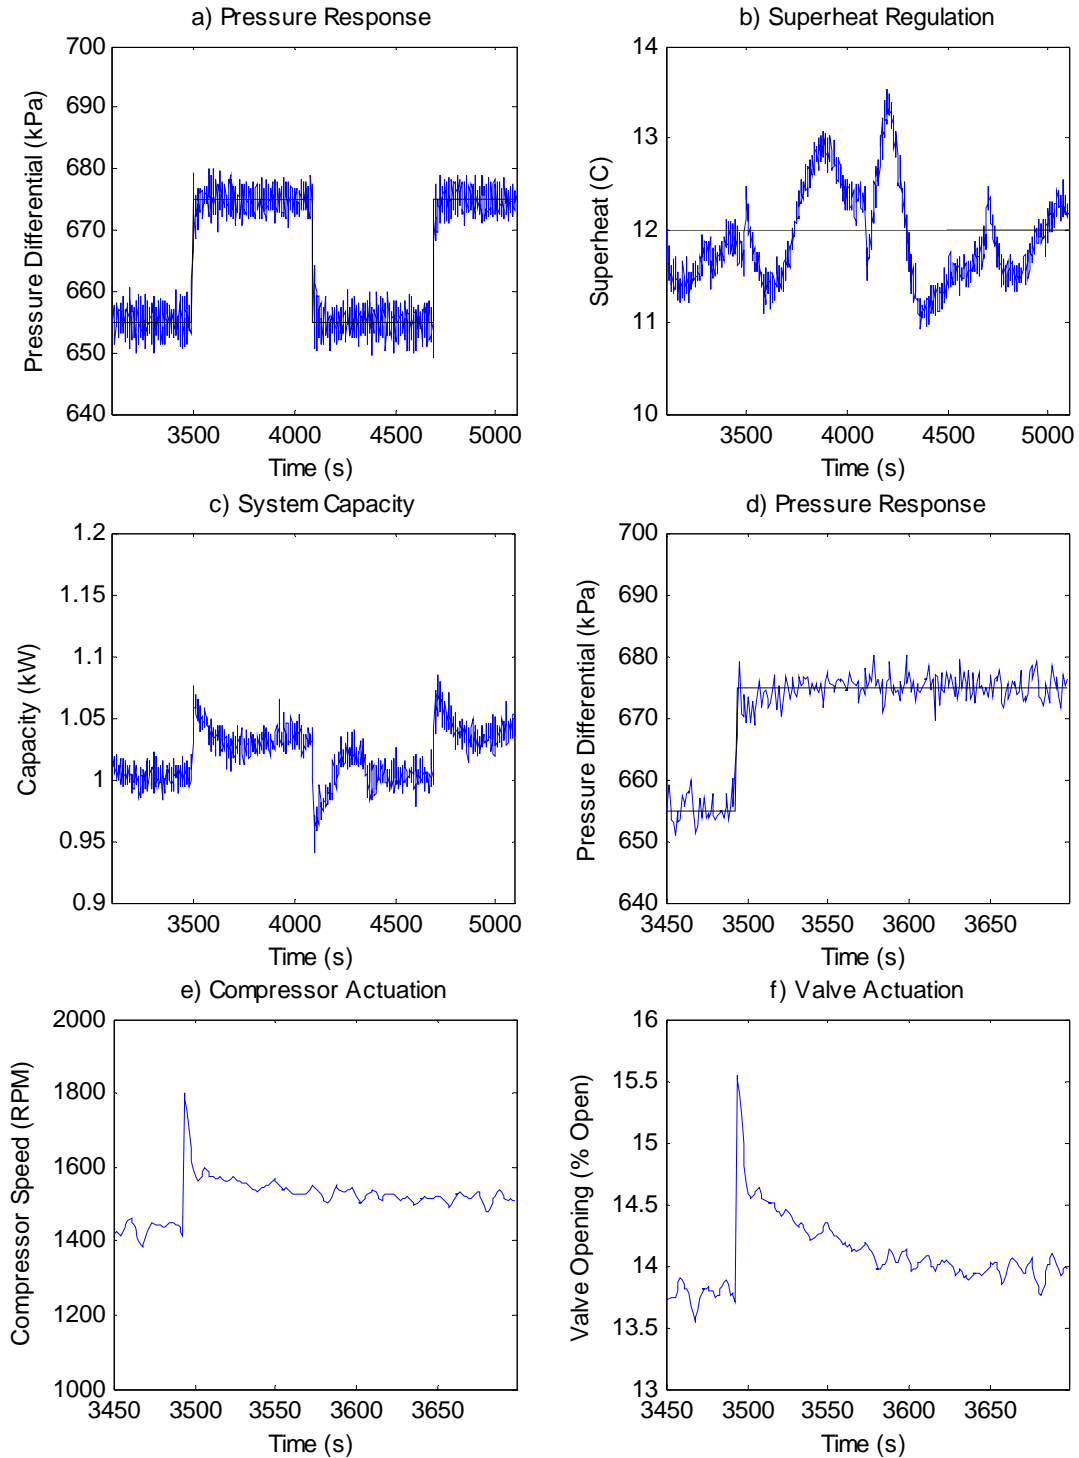 a) Pressure Response
700
690
680
670
660
650
640
Pressure Differential (kPa)
3500 4000 4500 5000
Time (s)
b) Superheat Regulation
14
13
12
11
10
Superheat (C)
3500 4000 4500 5000
Time (s)
c) System Capacity
1.2
1.15
1.1
1.05
1
0.95
0.9
Capacity (kW)
3500 4000 4500 5000
Time (s)
d) Pressure Response
700
690
680
670
660
650
640
Pressure Differential (kPa)
3450 3500 3550 3600 3650
Time (s)
e) Compressor Actuation
2000
1800
1600
1400
1200
1000
Compressor Speed (RPM)
3450 3500 3550 3600 3650
Time (s)
f) Valve Actuation
16
15.5
15
14.5
14
13.5
13
Valve Opening (% Open)
3450 3500 3550 3600 3650
Time (s)